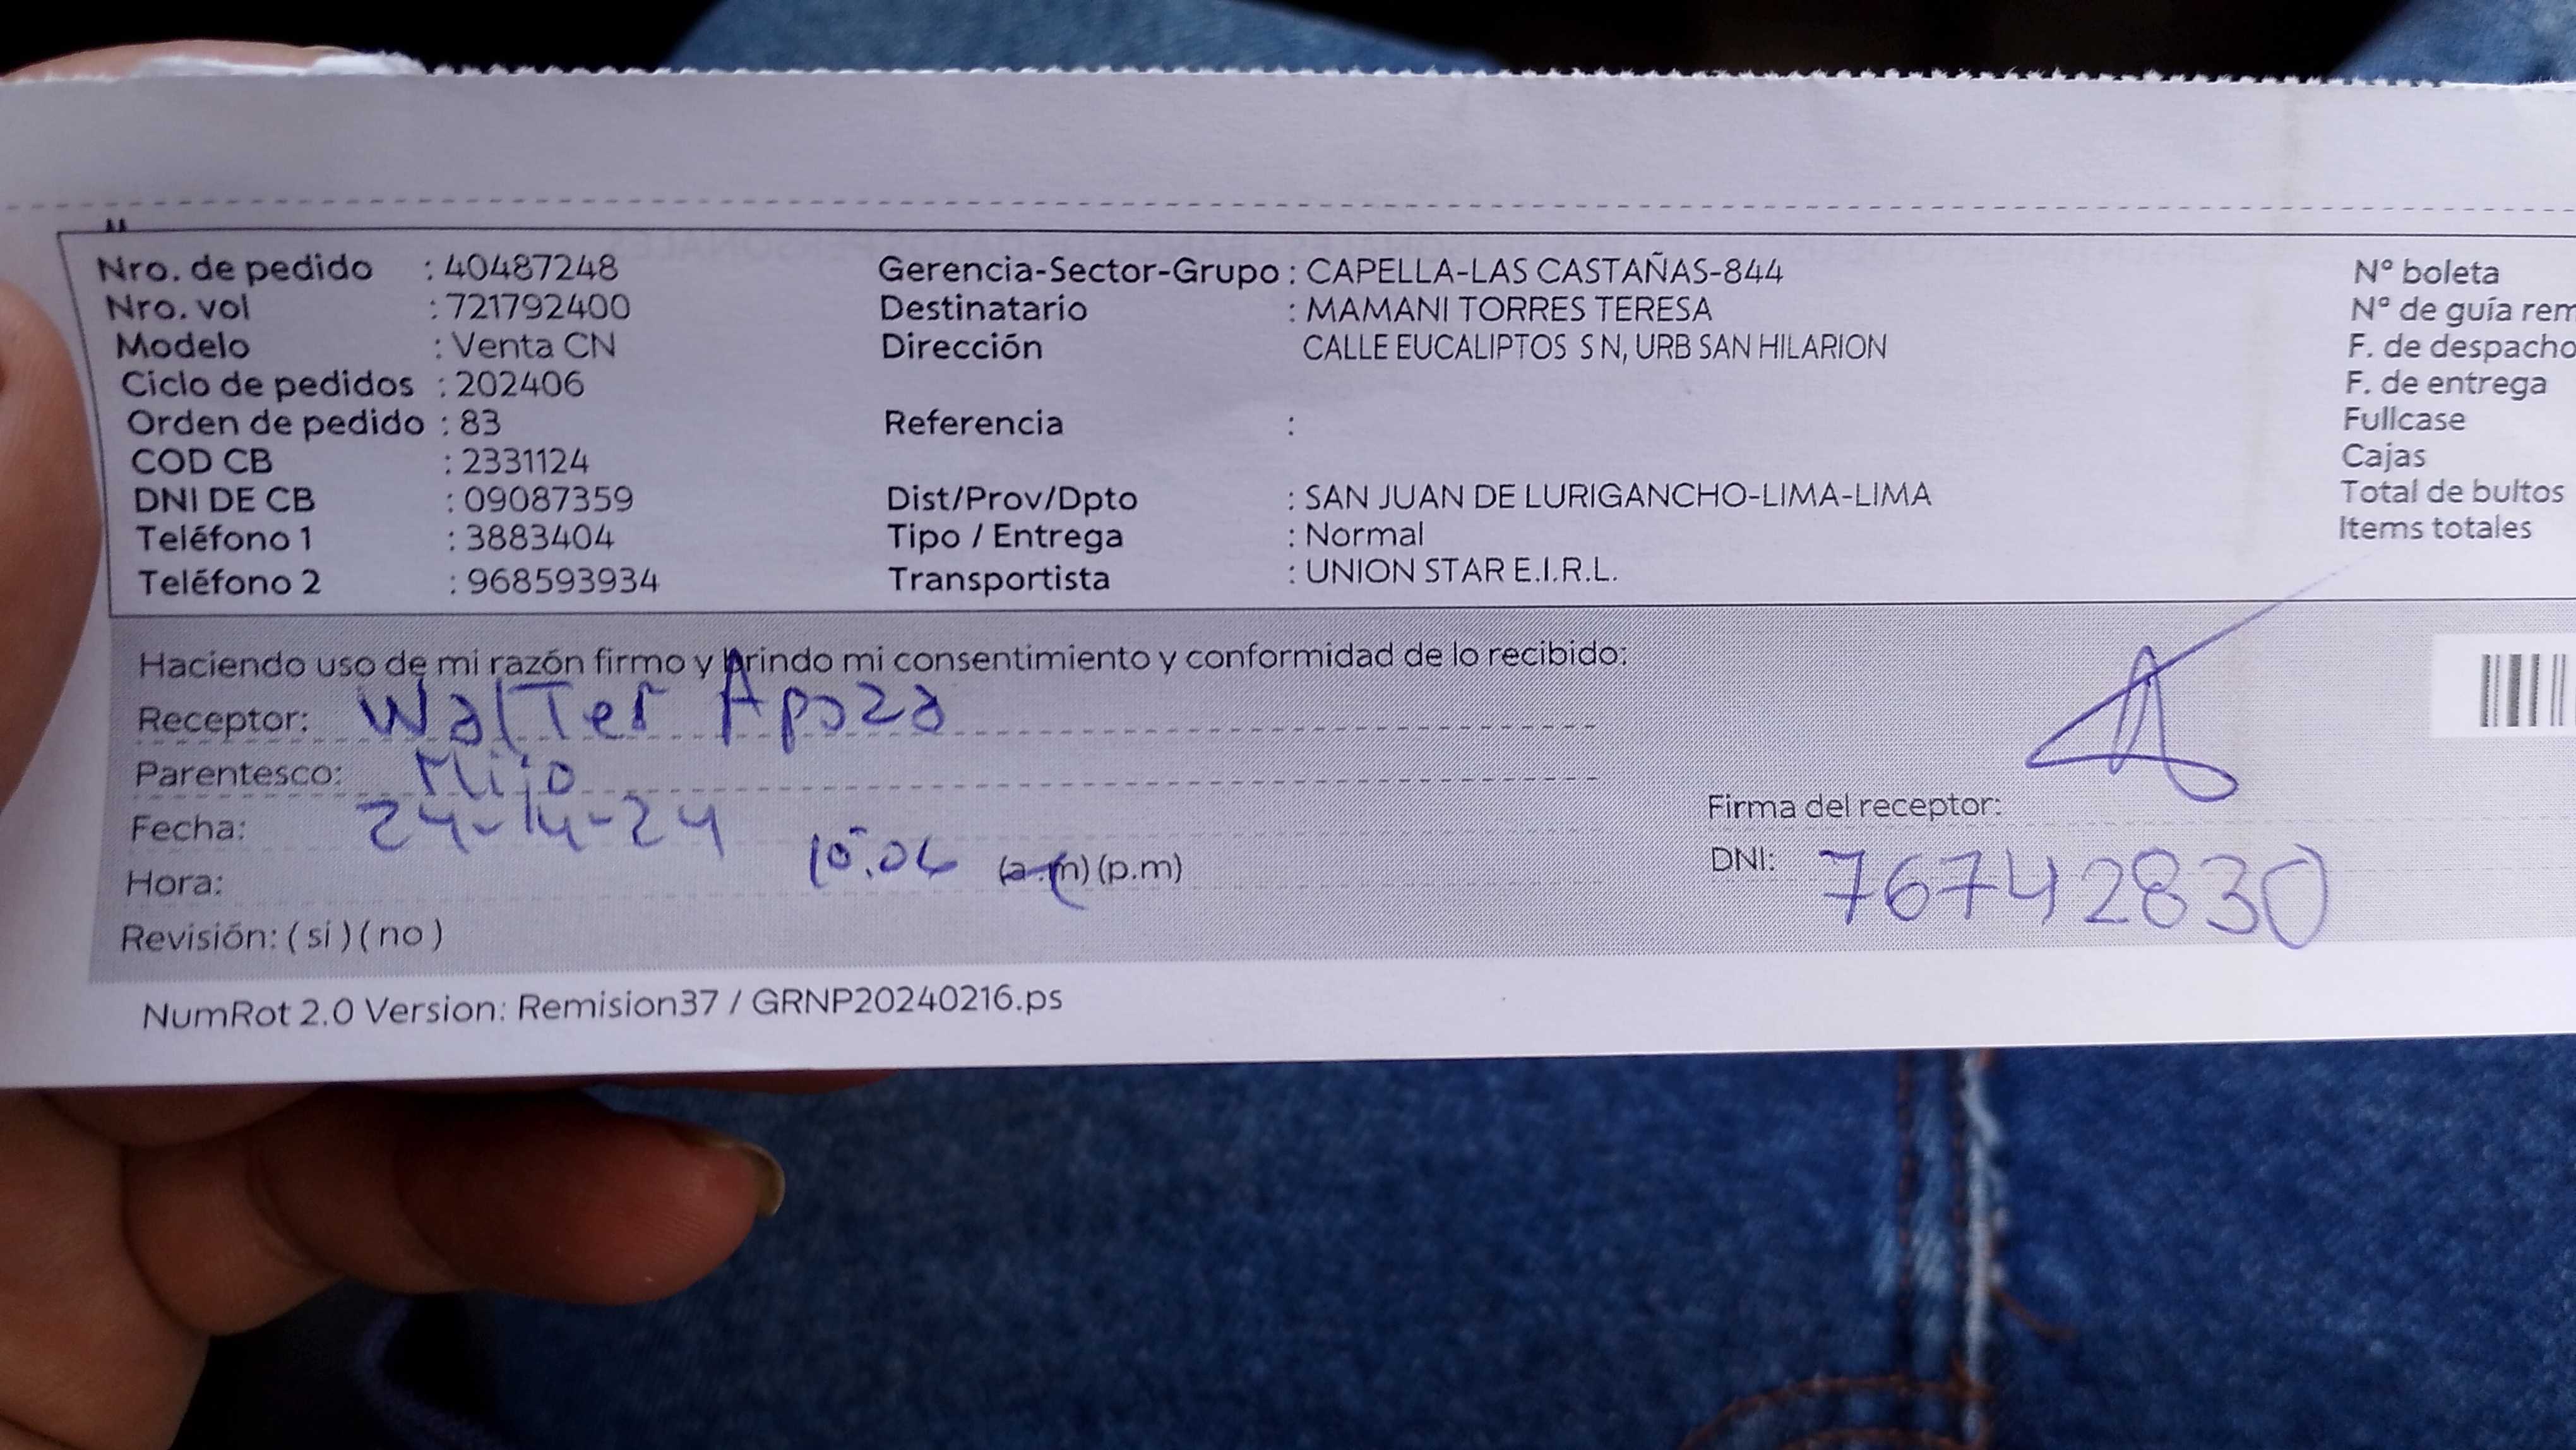 Nro. de pedido : 40487248
Nro. vol : 721792400
Modelo : Venta CN
Ciclo de pedidos : 202406
Orden de pedido : 83
COD CB : 2331124
DNI DE CB : 09087359
Teléfono 1 : 3883404
Teléfono 2 : 968593934
Gerencia-Sector-Grupo : CAPELLA-LAS CASTAÑAS-844
Destinatario : MAMANI TORRES TERESA
Dirección CALLE EUCALIPTOS S N, URB SAN HILARION
Referencia :
Dist/Prov/Dpto : SAN JUAN DE LURIGANCHO-LIMA-LIMA
Tipo / Entrega : Normal
Transportista : UNION STAR E.I.R.L.
N° boleta
N° de guía rem
F. de despacho
F. de entrega
Fullcase
Cajas
Total de bultos
Items totales
Haciendo uso de mi razón firmo y brindo mi consentimiento y conformidad de lo recibido:
Receptor: Walter Apaza
Parentesco: Hijo
Fecha:
Hora: (a.m) (p.m)
Revisión: ( si ) ( no )
Firma del receptor:
DNI: 76742830
NumRot 2.0 Version: Remision37 / GRNP20240216.ps